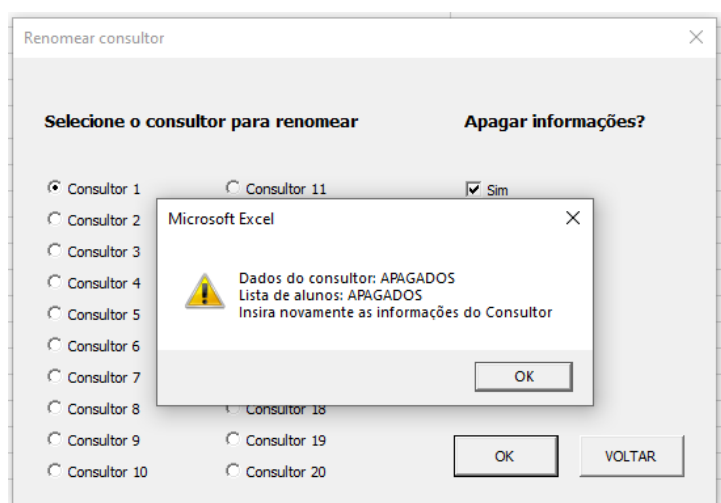 Renomear consultor
Selecione o consultor para renomear
Apagar informações?
Consultor 1
Consultor 11
Sim
Consultor 2
Consultor 3
Consultor 4
Consultor 5
Consultor 6
Consultor 7
Consultor 8
Consultor 18
Consultor 9
Consultor 19
Consultor 10
Consultor 20
Microsoft Excel
Dados do consultor: APAGADOS
Lista de alunos: APAGADOS
Insira novamente as informações do Consultor
OK
OK
VOLTAR